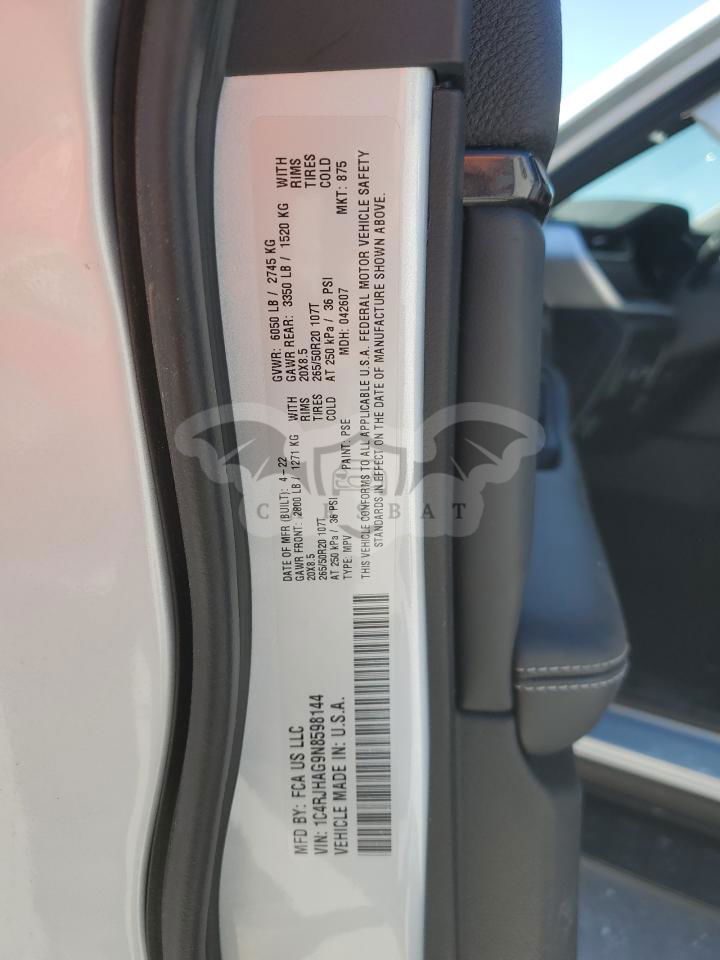 MFD BY: FCA US LLC
DATE OF MFR (BUILT): 4-22
GVWR: 6050 LB / 2745 KG
VIN: 1C4RJHAG9N8598144
GAWR FRONT: 2800 LB / 1271 KG WITH
GAWR REAR: 3350 LB / 1520 KG WITH
20X8.5 RIMS
20X8.5 RIMS
265/50R20 107T TIRES
265/50R20 107T TIRES
AT 250 kPa / 36 PSI COLD
AT 250 kPa / 36 PSI COLD
VEHICLE MADE IN: U.S.A.
TYPE: MPV PAINT: PSE MDH: 042607 MKT: 875
THIS VEHICLE CONFORMS TO ALL APPLICABLE U.S.A. FEDERAL MOTOR VEHICLE SAFETY
STANDARDS IN EFFECT ON THE DATE OF MANUFACTURE SHOWN ABOVE.